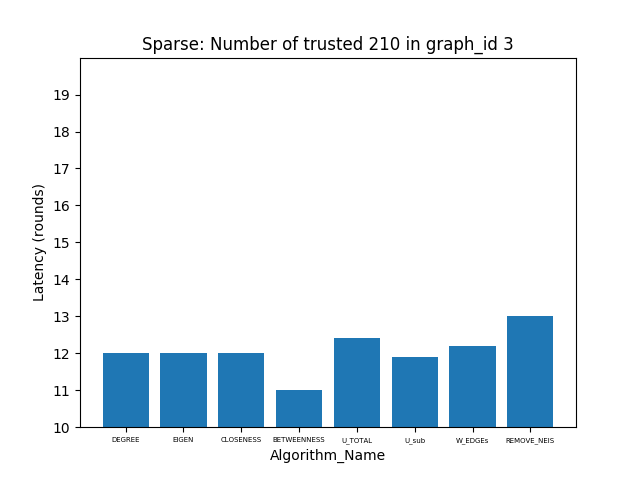 Sparse: Number of trusted 210 in graph_id 3
Latency (rounds)
19
18
17
16
15
14
13
12
11
10
DEGREE EIGEN CLOSENESS BETWEENNESS U_TOTAL U_sub W_EDGEs REMOVE_NEIS
Algorithm_Name